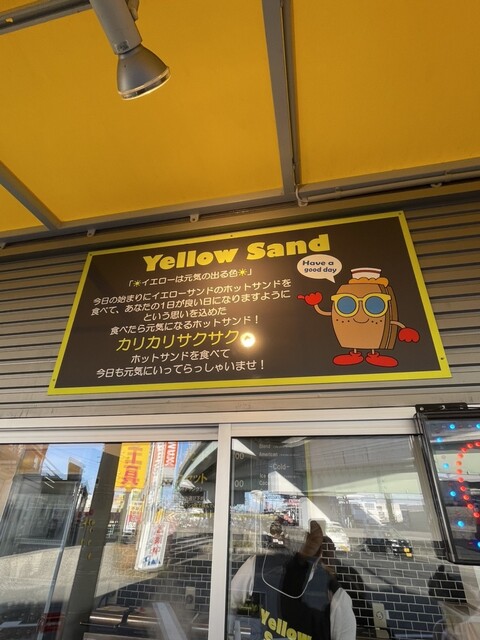 Yellow Sand
「☀イエローは元気の出る色☀」
Have a
good day
今日の始まりにイエローサンドのホットサンドを
食べて、あなたの1日が良い日になりますように
という思いを込めた
食べたら元気になるホットサンド！
カリカリサクサク
ホットサンドを食べて
今日も元気にいってらっしゃいませ！
工具
Cold
Yellow